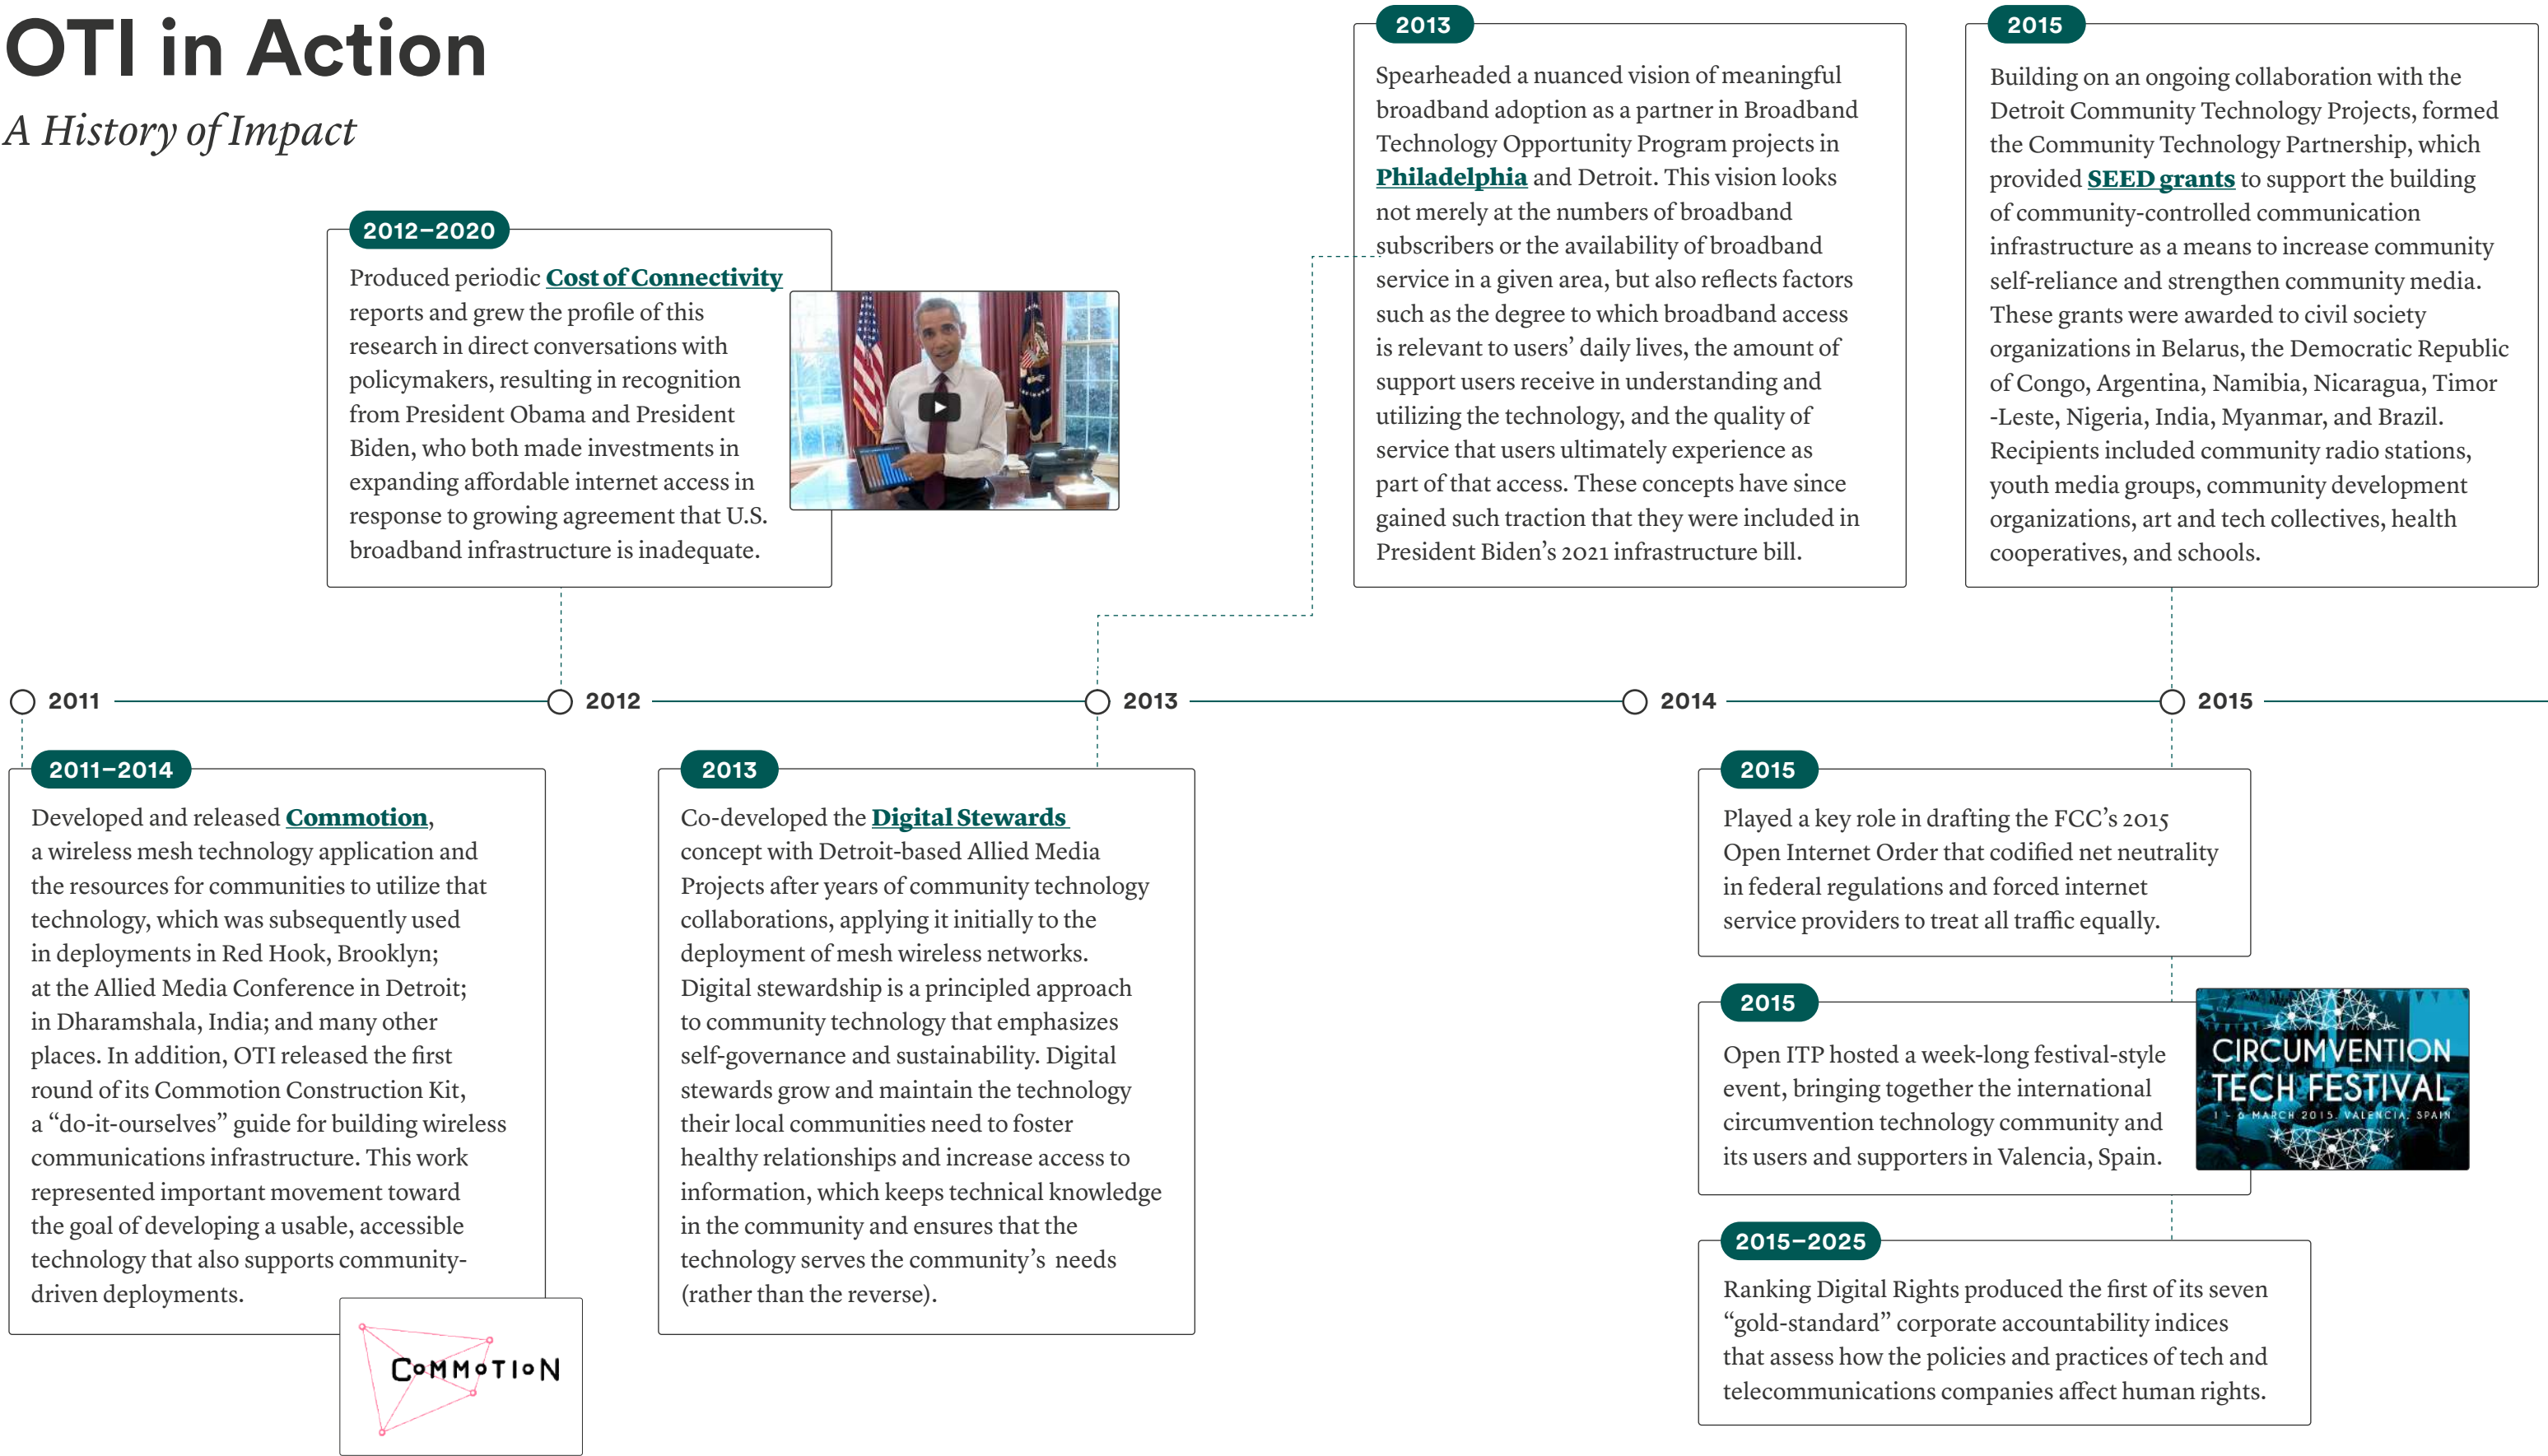 OTI in Action
A History of Impact
2012–2020
Produced periodic Cost of Connectivity
reports and grew the profile of this
research in direct conversations with
policymakers, resulting in recognition
from President Obama and President
Biden, who both made investments in
expanding affordable internet access in
response to growing agreement that U.S.
broadband infrastructure is inadequate.
2013
Spearheaded a nuanced vision of meaningful
broadband adoption as a partner in Broadband
Technology Opportunity Program projects in
Philadelphia and Detroit. This vision looks
not merely at the numbers of broadband
subscribers or the availability of broadband
service in a given area, but also reflects factors
such as the degree to which broadband access
is relevant to users’ daily lives, the amount of
support users receive in understanding and
utilizing the technology, and the quality of
service that users ultimately experience as
part of that access. These concepts have since
gained such traction that they were included in
President Biden’s 2021 infrastructure bill.
2015
Building on an ongoing collaboration with the
Detroit Community Technology Projects, formed
the Community Technology Partnership, which
provided SEED grants to support the building
of community-controlled communication
infrastructure as a means to increase community
self-reliance and strengthen community media.
These grants were awarded to civil society
organizations in Belarus, the Democratic Republic
of Congo, Argentina, Namibia, Nicaragua, Timor
-Leste, Nigeria, India, Myanmar, and Brazil.
Recipients included community radio stations,
youth media groups, community development
organizations, art and tech collectives, health
cooperatives, and schools.
2011
2012
2013
2014
2015
2011–2014
Developed and released Commotion,
a wireless mesh technology application and
the resources for communities to utilize that
technology, which was subsequently used
in deployments in Red Hook, Brooklyn;
at the Allied Media Conference in Detroit;
in Dharamshala, India; and many other
places. In addition, OTI released the first
round of its Commotion Construction Kit,
a “do-it-ourselves” guide for building wireless
communications infrastructure. This work
represented important movement toward
the goal of developing a usable, accessible
technology that also supports community-
driven deployments.
COMMOTION
2013
Co-developed the Digital Stewards
concept with Detroit-based Allied Media
Projects after years of community technology
collaborations, applying it initially to the
deployment of mesh wireless networks.
Digital stewardship is a principled approach
to community technology that emphasizes
self-governance and sustainability. Digital
stewards grow and maintain the technology
their local communities need to foster
healthy relationships and increase access to
information, which keeps technical knowledge
in the community and ensures that the
technology serves the community’s needs
(rather than the reverse).
2015
Played a key role in drafting the FCC’s 2015
Open Internet Order that codified net neutrality
in federal regulations and forced internet
service providers to treat all traffic equally.
2015
Open ITP hosted a week-long festival-style
event, bringing together the international
circumvention technology community and
its users and supporters in Valencia, Spain.
CIRCUMVENTION
TECH FESTIVAL
1 - 6 MARCH 2015. VALENCIA, SPAIN
2015–2025
Ranking Digital Rights produced the first of its seven
“gold-standard” corporate accountability indices
that assess how the policies and practices of tech and
telecommunications companies affect human rights.